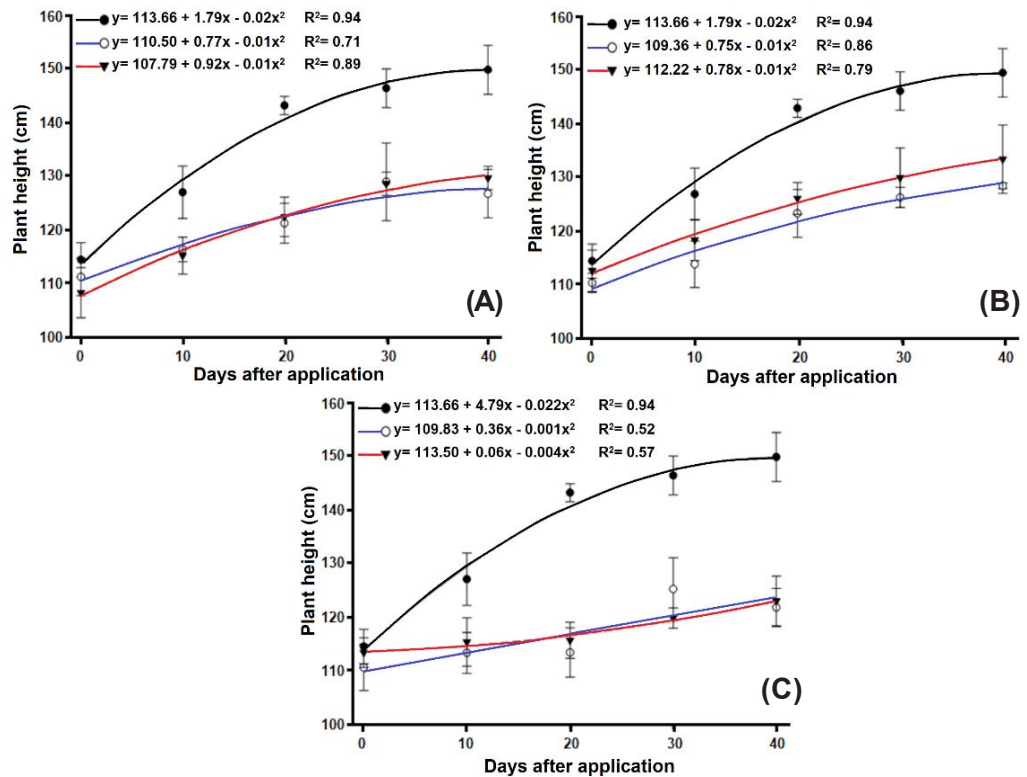 160
y= 113.66 + 1.79x - 0.02x² R²= 0.94
y= 110.50 + 0.77x - 0.01x² R²= 0.71
y= 107.79 + 0.92x - 0.01x² R²= 0.89
150
140
130
120
110
100
Plant height (cm)
(A)
0 10 20 30 40
Days after application
160
y= 113.66 + 1.79x - 0.02x² R²= 0.94
y= 109.36 + 0.75x - 0.01x² R²= 0.86
y= 112.22 + 0.78x - 0.01x² R²= 0.79
150
140
130
120
110
100
Plant height (cm)
(B)
0 10 20 30 40
Days after application
160
y= 113.66 + 4.79x - 0.022x² R²= 0.94
y= 109.83 + 0.36x - 0.001x² R²= 0.52
y= 113.50 + 0.06x - 0.004x² R²= 0.57
150
140
130
120
110
100
Plant height (cm)
(C)
0 10 20 30 40
Days after application